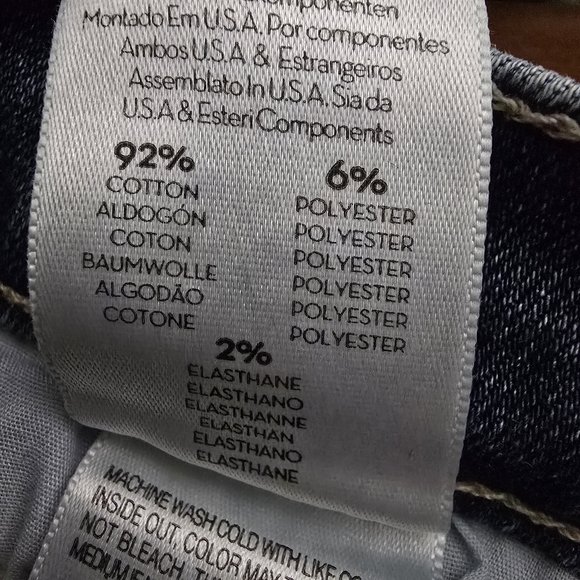 Componenten
Montado Em U.S.A. Por componentes
Ambos U.S.A & Estrangeiros
Assemblato In U.S.A. Sia da
U.S.A & Esteri Components
92%
COTTON
ALDOGÓN
COTON
BAUMWOLLE
ALGODÃO
COTONE
6%
POLYESTER
POLYESTER
POLYESTER
POLYESTER
POLYESTER
POLYESTER
2%
ELASTHANE
ELASTHANO
ELASTHANNE
ELASTHAN
ELASTHANO
ELASTHANE
MACHINE WASH COLD WITH LIKE
INSIDE OUT, COLOR MAY
NOT BLEACH,
MEDIUM